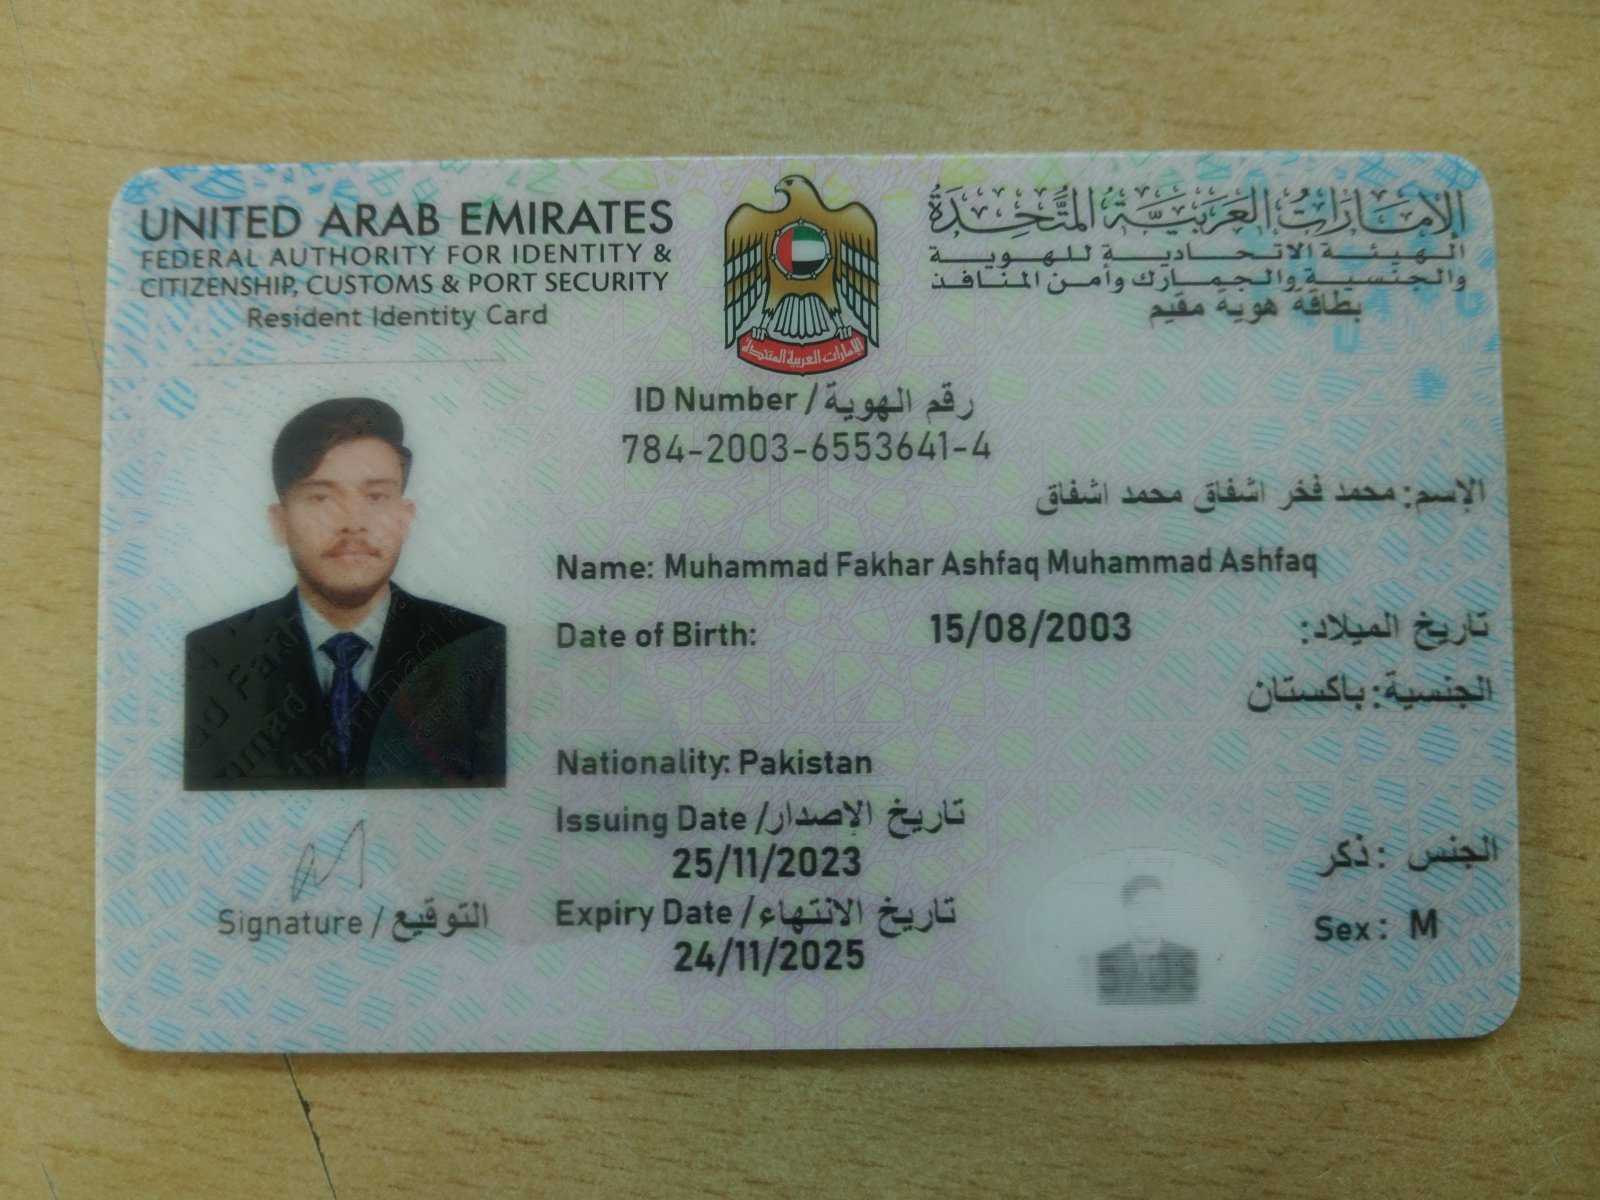 UNITED ARAB EMIRATES
FEDERAL AUTHORITY FOR IDENTITY &
CITIZENSHIP, CUSTOMS & PORT SECURITY
Resident Identity Card
الإمارات العربية المتحدة
الهيئة الاتحادية للهوية
والجنسية والجمارك وأمن المنافذ
بطاقة هوية مقيم
الإمارات العربية المتحدة
ID Number / رقم الهوية
784-2003-6553641-4
الإسم: محمد فخر اشفاق محمد اشفاق
Name: Muhammad Fakhar Ashfaq Muhammad Ashfaq
Date of Birth: 15/08/2003 تاريخ الميلاد:
الجنسية: باكستان
Nationality: Pakistan
Issuing Date / تاريخ الإصدار
25/11/2023
Expiry Date / تاريخ الانتهاء
24/11/2025
الجنس : ذكر
Sex : M
Signature / التوقيع